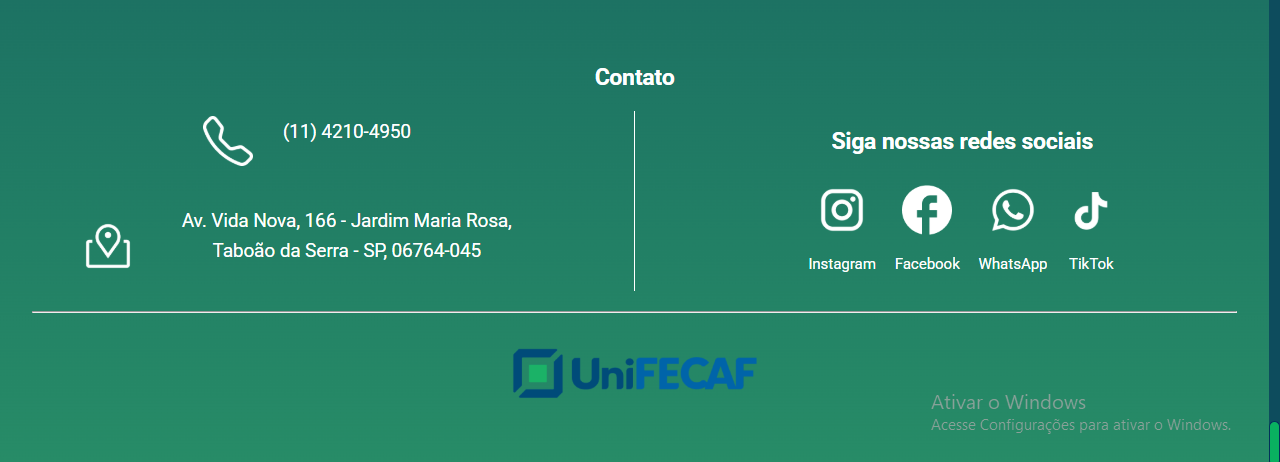 Contato
(11) 4210-4950
Av. Vida Nova, 166 - Jardim Maria Rosa,
Taboão da Serra - SP, 06764-045
Siga nossas redes sociais
Instagram
Facebook
WhatsApp
TikTok
UniFECAF
Ativar o Windows
Acesse Configurações para ativar o Windows.